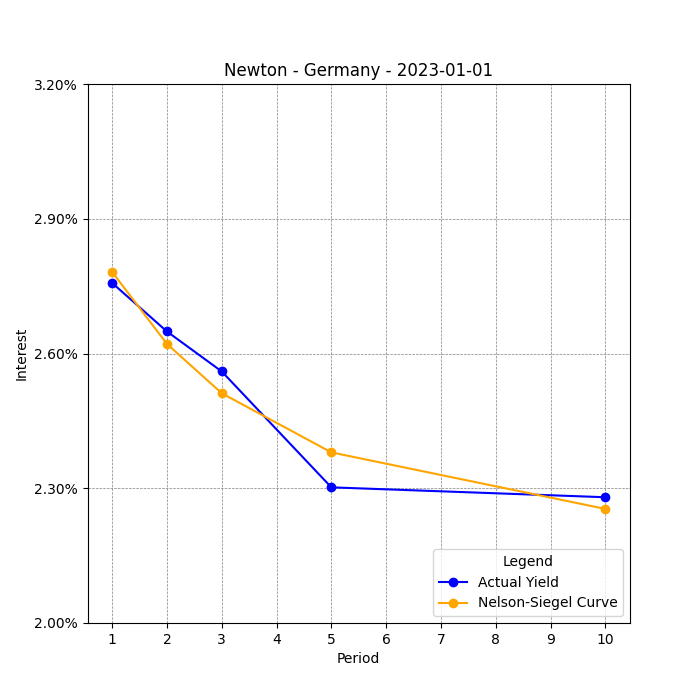 Newton - Germany - 2023-01-01
3.20%
2.90%
2.60%
2.30%
2.00%
Interest
1 2 3 4 5 6 7 8 9 10
Period
Legend
Actual Yield
Nelson-Siegel Curve